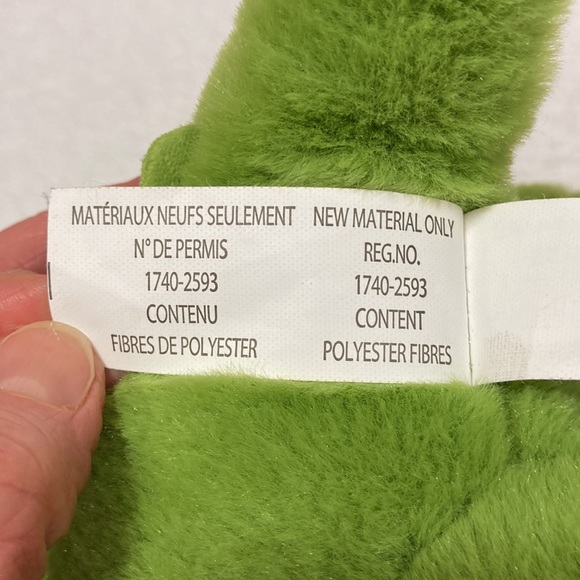 MATÉRIAUX NEUFS SEULEMENT
N° DE PERMIS
1740-2593
CONTENU
FIBRES DE POLYESTER
NEW MATERIAL ONLY
REG.NO.
1740-2593
CONTENT
POLYESTER FIBRES